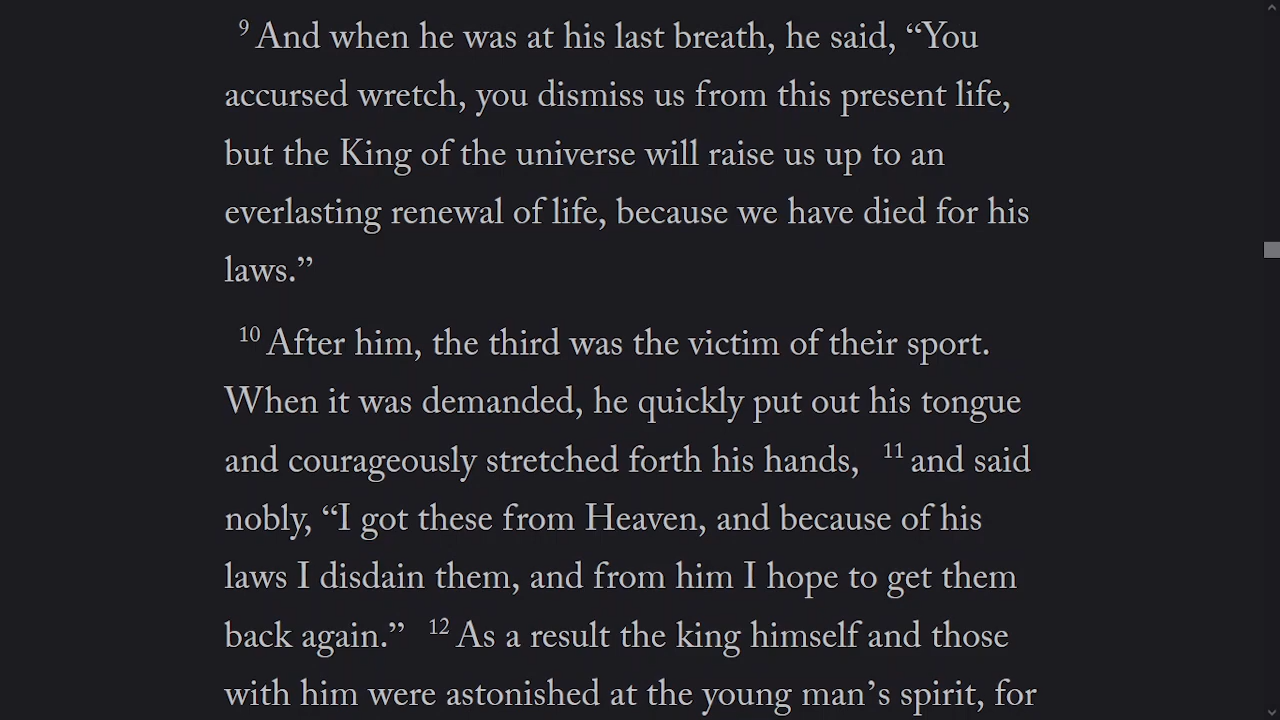 9 And when he was at his last breath, he said, “You
accursed wretch, you dismiss us from this present life,
but the King of the universe will raise us up to an
everlasting renewal of life, because we have died for his
laws.”
10 After him, the third was the victim of their sport.
When it was demanded, he quickly put out his tongue
and courageously stretched forth his hands, 11 and said
nobly, “I got these from Heaven, and because of his
laws I disdain them, and from him I hope to get them
back again.” 12 As a result the king himself and those
with him were astonished at the young man’s spirit, for